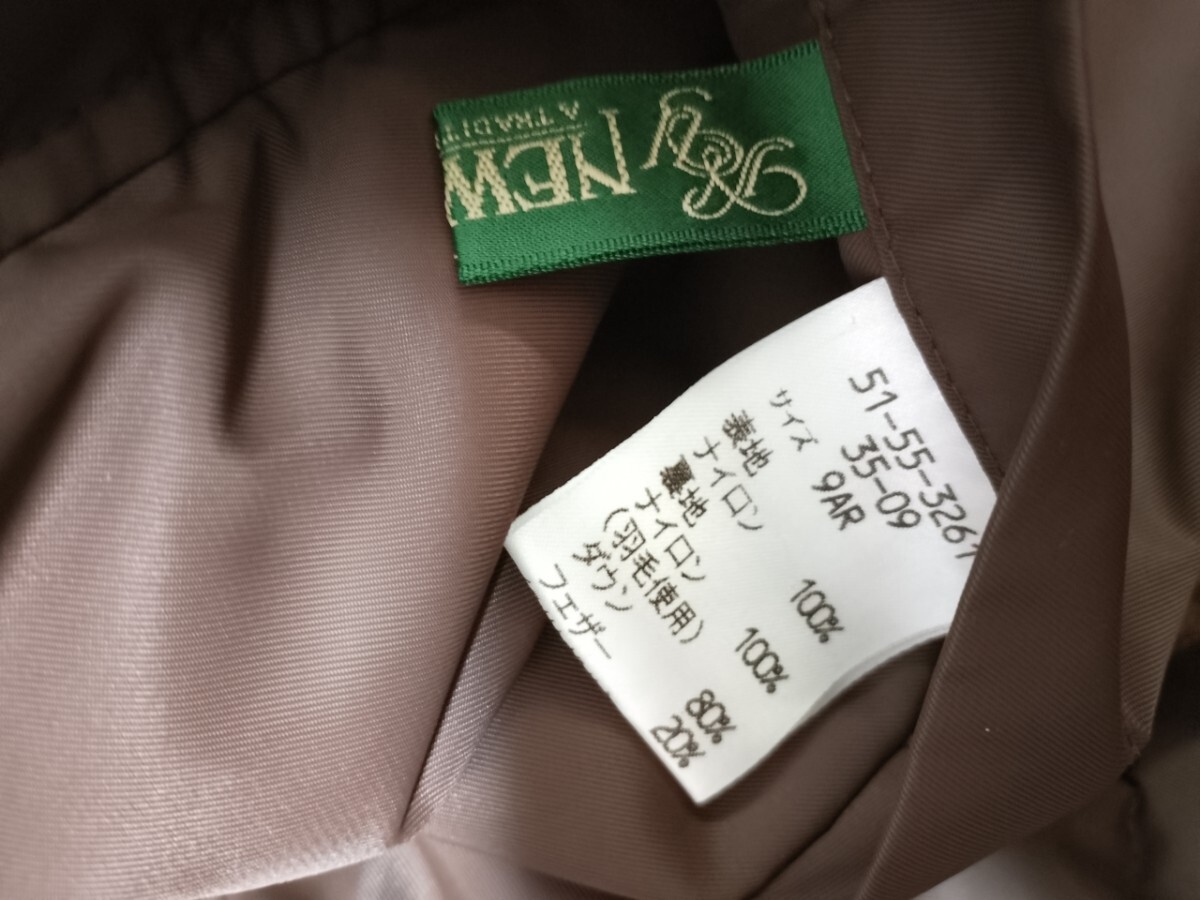 NEW
A TRADIT
51-55-3261
35-09
サイズ 9AR
表地
ナイロン 100%
裏地
ナイロン 100%
(羽毛使用)
ダウン 80%
フェザー 20%